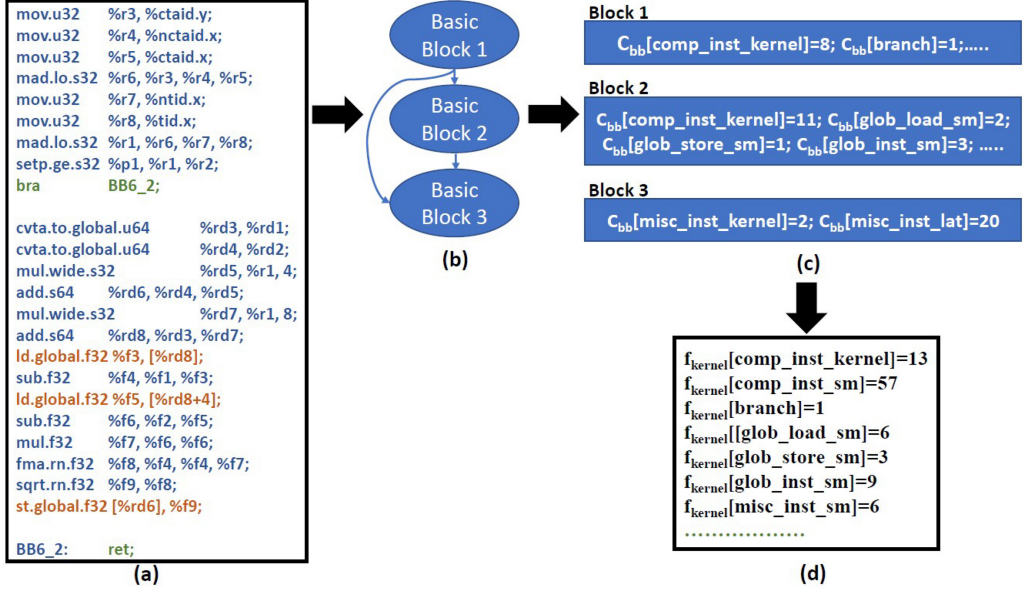 mov.u32 %r3, %ctaid.y;
mov.u32 %r4, %nctaid.x;
mov.u32 %r5, %ctaid.x;
mad.lo.s32 %r6, %r3, %r4, %r5;
mov.u32 %r7, %ntid.x;
mov.u32 %r8, %tid.x;
mad.lo.s32 %r1, %r6, %r7, %r8;
setp.ge.s32 %p1, %r1, %r2;
bra BB6_2;
cvta.to.global.u64 %rd3, %rd1;
cvta.to.global.u64 %rd4, %rd2;
mul.wide.s32 %rd5, %r1, 4;
add.s64 %rd6, %rd4, %rd5;
mul.wide.s32 %rd7, %r1, 8;
add.s64 %rd8, %rd3, %rd7;
ld.global.f32 %f3, [%rd8];
sub.f32 %f4, %f1, %f3;
ld.global.f32 %f5, [%rd8+4];
sub.f32 %f6, %f2, %f5;
mul.f32 %f7, %f6, %f6;
fma.rn.f32 %f8, %f4, %f4, %f7;
sqrt.rn.f32 %f9, %f8;
st.global.f32 [%rd6], %f9;
BB6_2: ret;
(a)
Basic
Block 1
Basic
Block 2
Basic
Block 3
(b)
Block 1
Cbb[comp_inst_kernel]=8; Cbb[branch]=1;.....
Block 2
Cbb[comp_inst_kernel]=11; Cbb[glob_load_sm]=2;
Cbb[glob_store_sm]=1; Cbb[glob_inst_sm]=3; .....
Block 3
Cbb[misc_inst_kernel]=2; Cbb[misc_inst_lat]=20
(c)
fkernel[comp_inst_kernel]=13
fkernel[comp_inst_sm]=57
fkernel[branch]=1
fkernel[[glob_load_sm]=6
fkernel[glob_store_sm]=3
fkernel[glob_inst_sm]=9
fkernel[misc_inst_sm]=6
..................
(d)